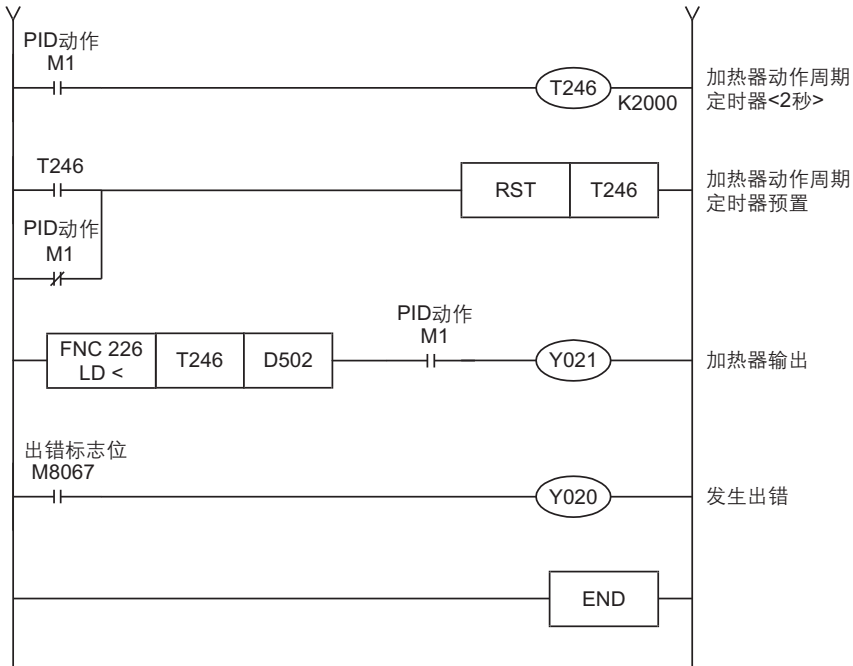 PID动作
M1
T246
K2000
加热器动作周期
定时器<2秒>
T246
RST
T246
加热器动作周期
定时器预置
PID动作
M1
PID动作
M1
FNC 226
LD <
T246
D502
Y021
加热器输出
出错标志位
M8067
Y020
发生出错
END